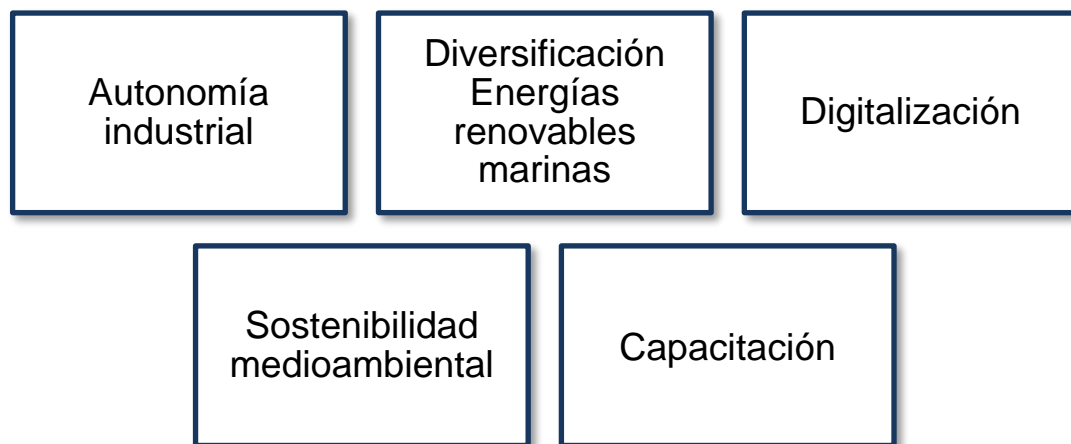 Autonomía
industrial
Diversificación
Energías
renovables
marinas
Digitalización
Sostenibilidad
medioambiental
Capacitación